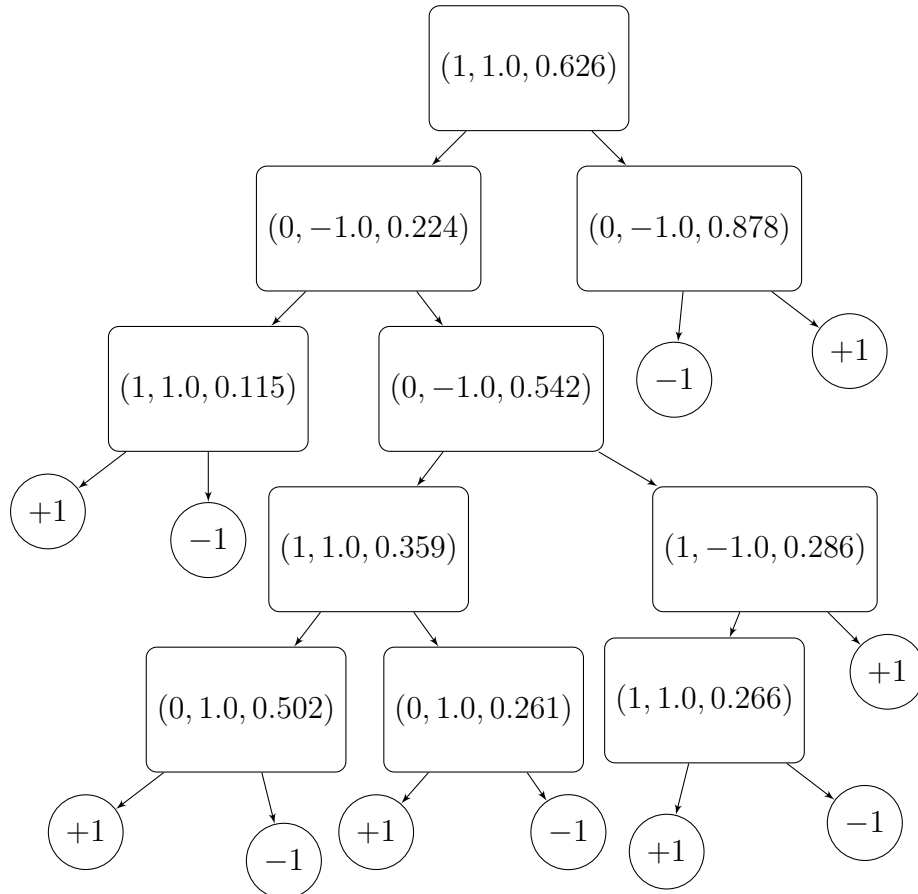 (1, 1.0, 0.626)
(0, −1.0, 0.224)
(0, −1.0, 0.878)
(1, 1.0, 0.115)
(0, −1.0, 0.542)
−1
+1
+1
−1
(1, 1.0, 0.359)
(1, −1.0, 0.286)
(0, 1.0, 0.502)
(0, 1.0, 0.261)
(1, 1.0, 0.266)
+1
+1
−1
+1
−1
+1
−1